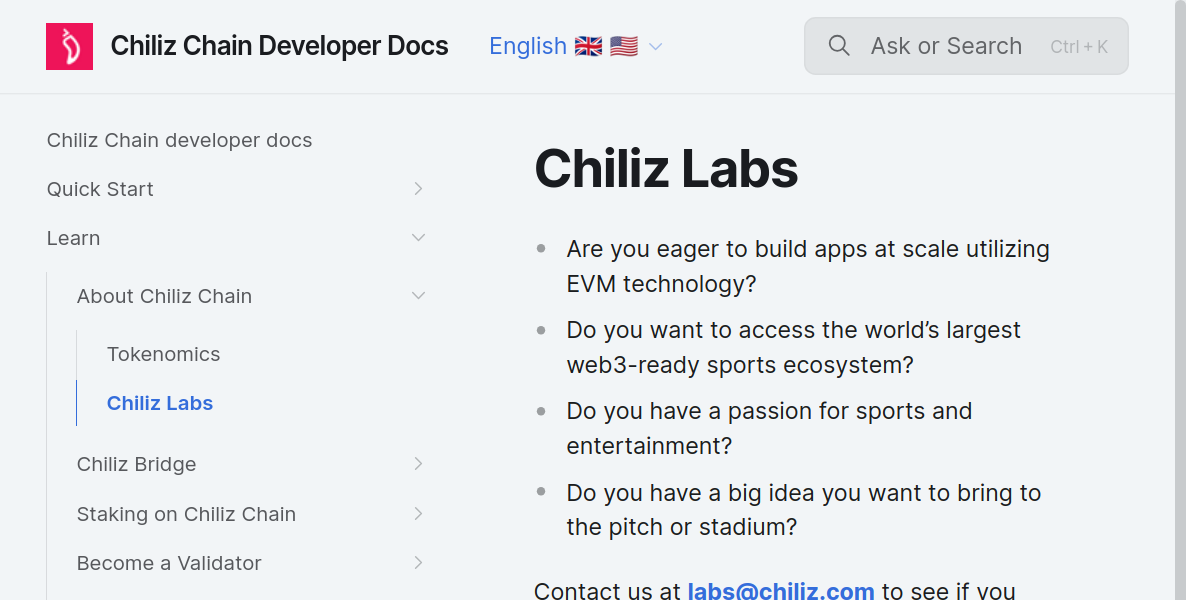 Chiliz Chain Developer Docs
English 🇬🇧 🇺🇸
Ask or Search Ctrl + K
Chiliz Chain developer docs
Quick Start
Learn
About Chiliz Chain
Tokenomics
Chiliz Labs
Chiliz Bridge
Staking on Chiliz Chain
Become a Validator
Chiliz Labs
Are you eager to build apps at scale utilizing
EVM technology?
Do you want to access the world’s largest
web3-ready sports ecosystem?
Do you have a passion for sports and
entertainment?
Do you have a big idea you want to bring to
the pitch or stadium?
Contact us at labs@chiliz.com to see if you